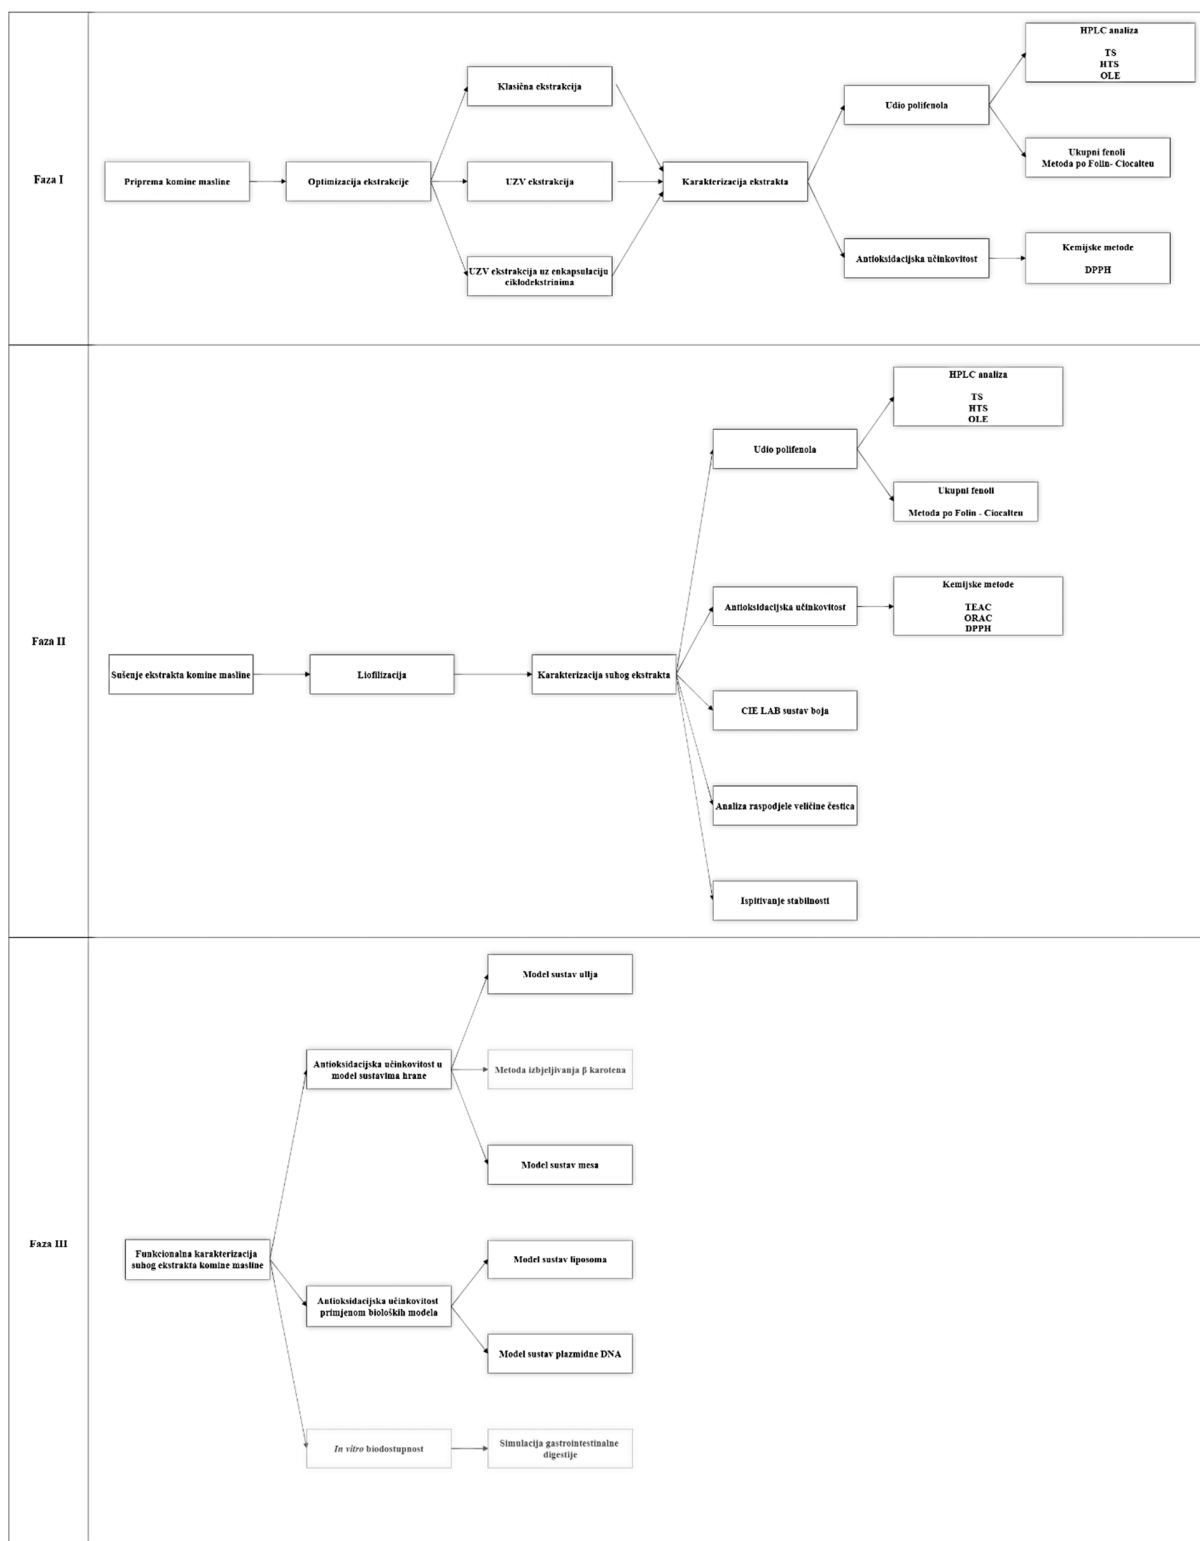 Faza I
Priprema komine masline
Optimizacija ekstrakcije
Klasična ekstrakcija
UZV ekstrakcija
UZV ekstrakcija uz enkapsulaciju
ciklodekstrinima
Karakterizacija ekstrakta
Udio polifenola
HPLC analiza
TS
HTS
OLE
Ukupni fenoli
Metoda po Folin- Ciocalteu
Antioksidacijska učinkovitost
Kemijske metode
DPPH
Faza II
Sušenje ekstrakta komine masline
Liofilizacija
Karakterizacija suhog ekstrakta
Udio polifenola
HPLC analiza
TS
HTS
OLE
Ukupni fenoli
Metoda po Folin - Ciocalteu
Antioksidacijska učinkovitost
Kemijske metode
TEAC
ORAC
DPPH
CIE LAB sustav boja
Analiza raspodjele veličine čestica
Ispitivanje stabilnosti
Faza III
Funkcionalna karakterizacija
suhog ekstrakta komine masline
Antioksidacijska učinkovitost u
model sustavima hrane
Model sustav ulja
Metoda izbjeljivanja β karotena
Model sustav mesa
Antioksidacijska učinkovitost
primjenom bioloških modela
Model sustav liposoma
Model sustav plazmidne DNA
In vitro biodostupnost
Simulacija gastrointestinalne
digestije